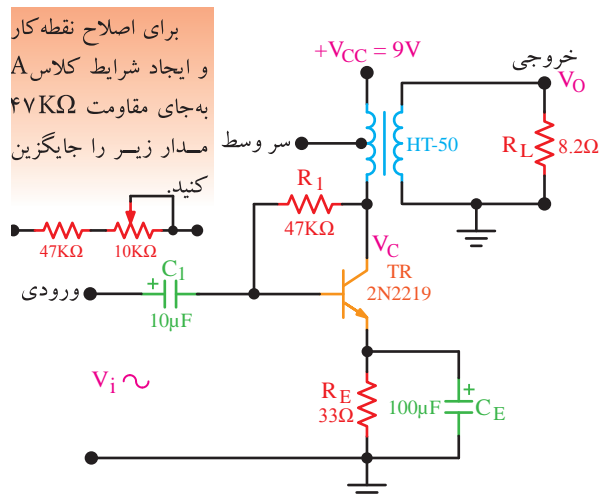 برای اصلاح نقطه‌کار
و ایجاد شرایط کلاس A
به‌جای مقاومت ۴۷KΩ
مـدار زیـر را جایگزین
کنید.
47KΩ
10KΩ
+VCC = 9V
سر وسط
HT-50
خروجی
VO
RL
8.2Ω
R1
47KΩ
VC
TR
2N2219
ورودی
+
C1
10µF
Vi
RE
33Ω
100µF
+
CE